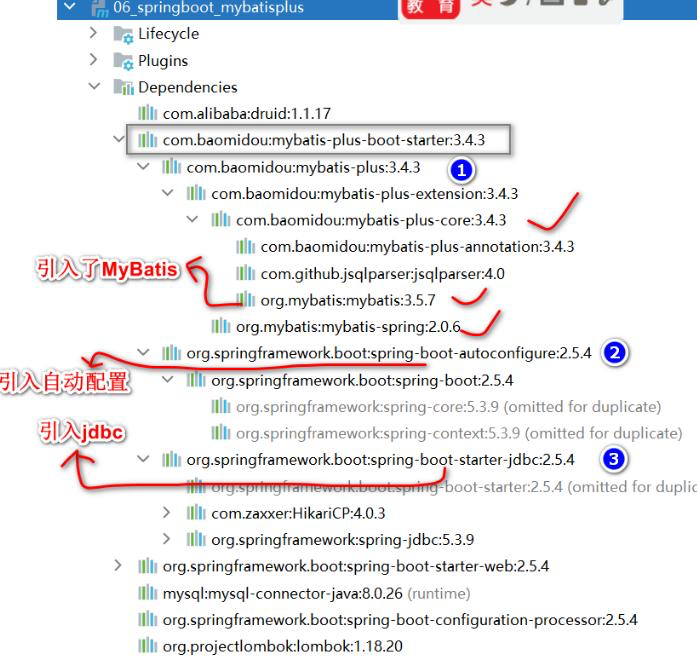 06_springboot_mybatisplus
教 育
英
Lifecycle
Plugins
Dependencies
com.alibaba:druid:1.1.17
com.baomidou:mybatis-plus-boot-starter:3.4.3
com.baomidou:mybatis-plus:3.4.3 1
com.baomidou:mybatis-plus-extension:3.4.3
com.baomidou:mybatis-plus-core:3.4.3
com.baomidou:mybatis-plus-annotation:3.4.3
引入了MyBatis
com.github.jsqlparser:jsqlparser:4.0
org.mybatis:mybatis:3.5.7
org.mybatis:mybatis-spring:2.0.6
org.springframework.boot:spring-boot-autoconfigure:2.5.4 2
引入自动配置
org.springframework.boot:spring-boot:2.5.4
org.springframework:spring-core:5.3.9 (omitted for duplicate)
引入jdbc
org.springframework:spring-context:5.3.9 (omitted for duplicate)
org.springframework.boot:spring-boot-starter-jdbc:2.5.4 3
org.springframework.boot:spring-boot-starter:2.5.4 (omitted for duplic
com.zaxxer:HikariCP:4.0.3
org.springframework:spring-jdbc:5.3.9
org.springframework.boot:spring-boot-starter-web:2.5.4
mysql:mysql-connector-java:8.0.26 (runtime)
org.springframework.boot:spring-boot-configuration-processor:2.5.4
org.projectlombok:lombok:1.18.20